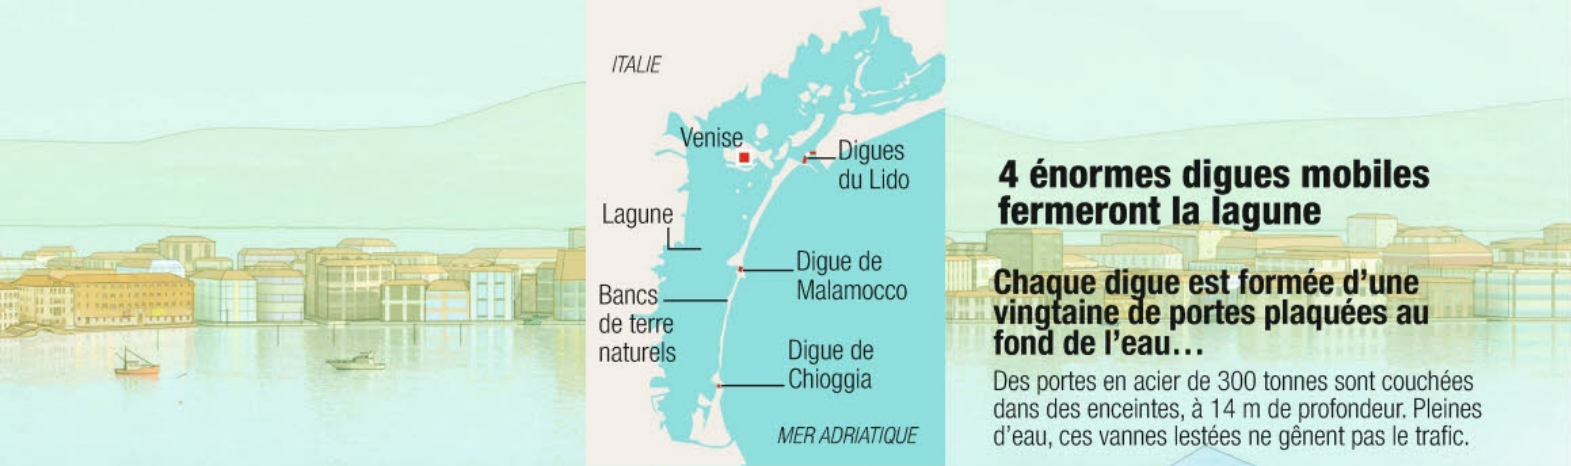 ITALIE
Venise
Digues
du Lido
Lagune
Digue de
Malamocco
Bancs
de terre
naturels
Digue de
Chioggia
MER ADRIATIQUE
4 énormes digues mobiles
fermeront la lagune
Chaque digue est formée d’une
vingtaine de portes plaquées au
fond de l’eau…
Des portes en acier de 300 tonnes sont couchées
dans des enceintes, à 14 m de profondeur. Pleines
d’eau, ces vannes lestées ne gênent pas le trafic.